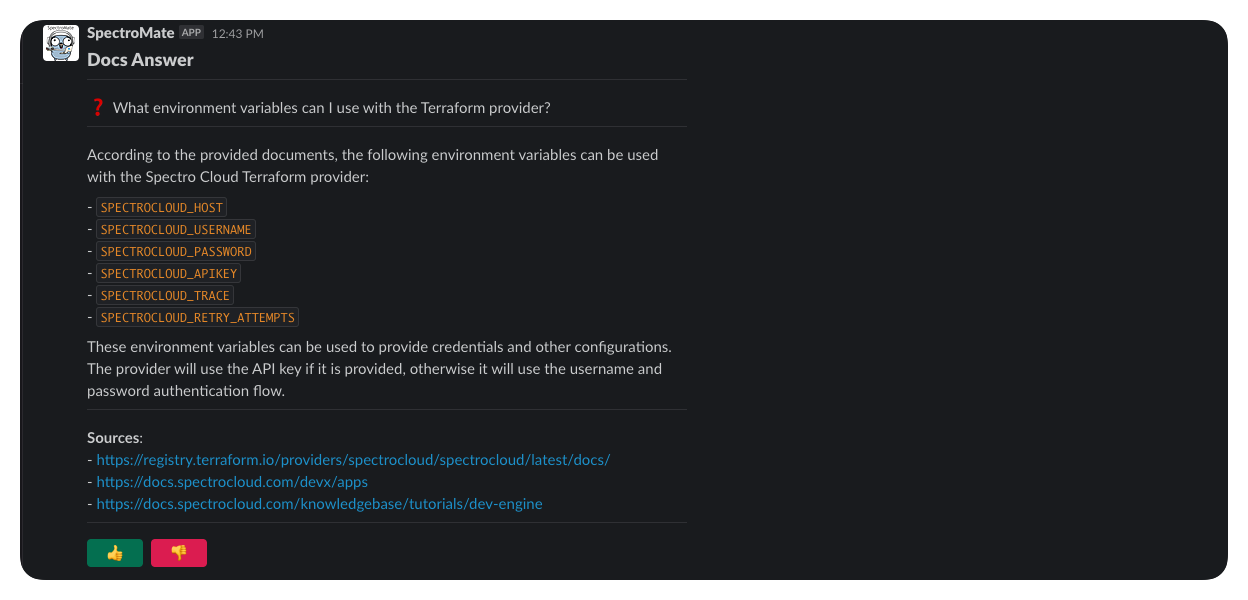 SpectroMate
SpectroMate APP 12:43 PM
Docs Answer
❓ What environment variables can I use with the Terraform provider?
According to the provided documents, the following environment variables can be used
with the Spectro Cloud Terraform provider:
- SPECTROCLOUD_HOST
- SPECTROCLOUD_USERNAME
- SPECTROCLOUD_PASSWORD
- SPECTROCLOUD_APIKEY
- SPECTROCLOUD_TRACE
- SPECTROCLOUD_RETRY_ATTEMPTS
These environment variables can be used to provide credentials and other configurations.
The provider will use the API key if it is provided, otherwise it will use the username and
password authentication flow.
Sources:
- https://registry.terraform.io/providers/spectrocloud/spectrocloud/latest/docs/
- https://docs.spectrocloud.com/devx/apps
- https://docs.spectrocloud.com/knowledgebase/tutorials/dev-engine